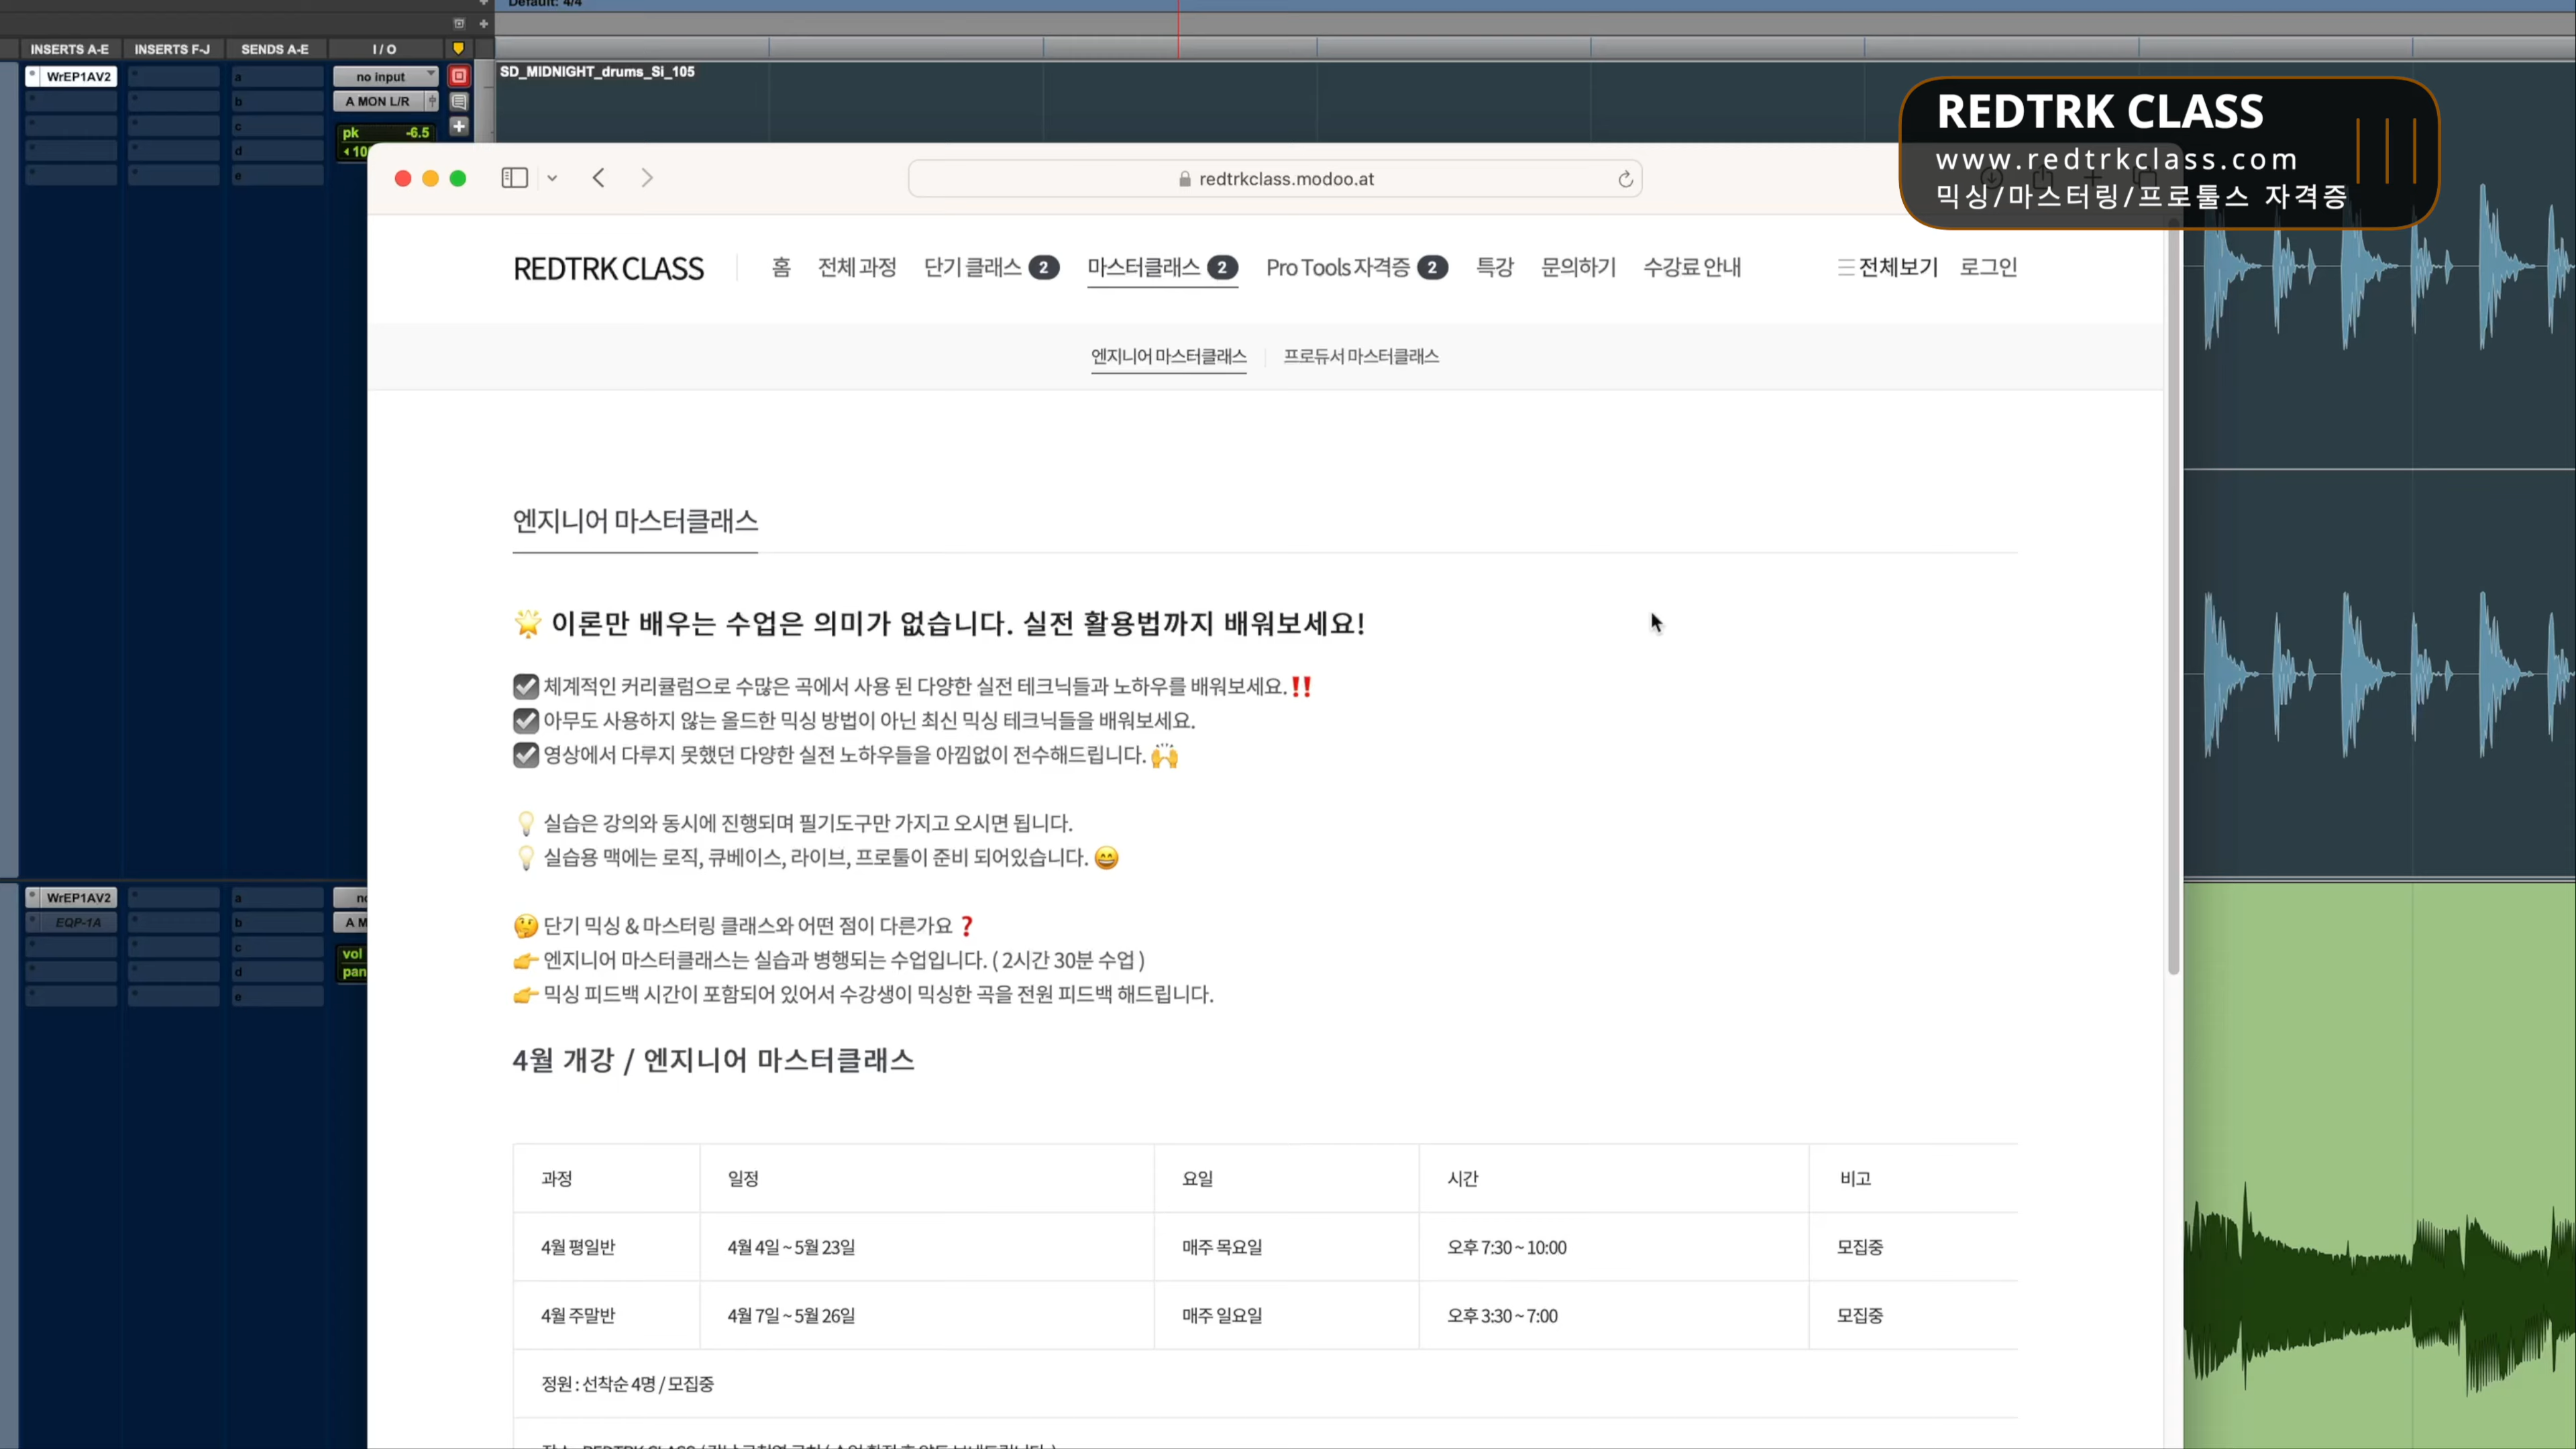 Default: 4/4
INSERTS A-E INSERTS F-J SENDS A-E I / O
WrEP1AV2 a no input
SD_MIDNIGHT_drums_Si_105
b A MON L/R
c
pk -6.5
d
e
REDTRK CLASS
www.redtrkclass.com
믹싱/마스터링/프로툴스 자격증
redtrkclass.modoo.at
REDTRK CLASS 홈 전체 과정 단기 클래스 2 마스터클래스 2 Pro Tools 자격증 2 특강 문의하기 수강료 안내 전체보기 로그인
엔지니어 마스터클래스 프로듀서 마스터클래스
엔지니어 마스터클래스
🌟 이론만 배우는 수업은 의미가 없습니다. 실전 활용법까지 배워보세요!
☑️ 체계적인 커리큘럼으로 수많은 곡에서 사용 된 다양한 실전 테크닉들과 노하우를 배워보세요.‼️
☑️ 아무도 사용하지 않는 올드한 믹싱 방법이 아닌 최신 믹싱 테크닉들을 배워보세요.
☑️ 영상에서 다루지 못했던 다양한 실전 노하우들을 아낌없이 전수해드립니다. 🙌
💡 실습은 강의와 동시에 진행되며 필기도구만 가지고 오시면 됩니다.
💡 실습용 맥에는 로직, 큐베이스, 라이브, 프로툴이 준비 되어있습니다. 😄
🤔 단기 믹싱 & 마스터링 클래스와 어떤 점이 다른가요 ❓
👉 엔지니어 마스터클래스는 실습과 병행되는 수업입니다. ( 2시간 30분 수업 )
👉 믹싱 피드백 시간이 포함되어 있어서 수강생이 믹싱한 곡을 전원 피드백 해드립니다.
4월 개강 / 엔지니어 마스터클래스
과정 일정 요일 시간 비고
4월 평일반 4월 4일 ~ 5월 23일 매주 목요일 오후 7:30 ~ 10:00 모집중
4월 주말반 4월 7일 ~ 5월 26일 매주 일요일 오후 3:30 ~ 7:00 모집중
정원 : 선착순 4명 / 모집중
WrEP1AV2 a
EQP-1A b A M
c
vol
d
pan
e